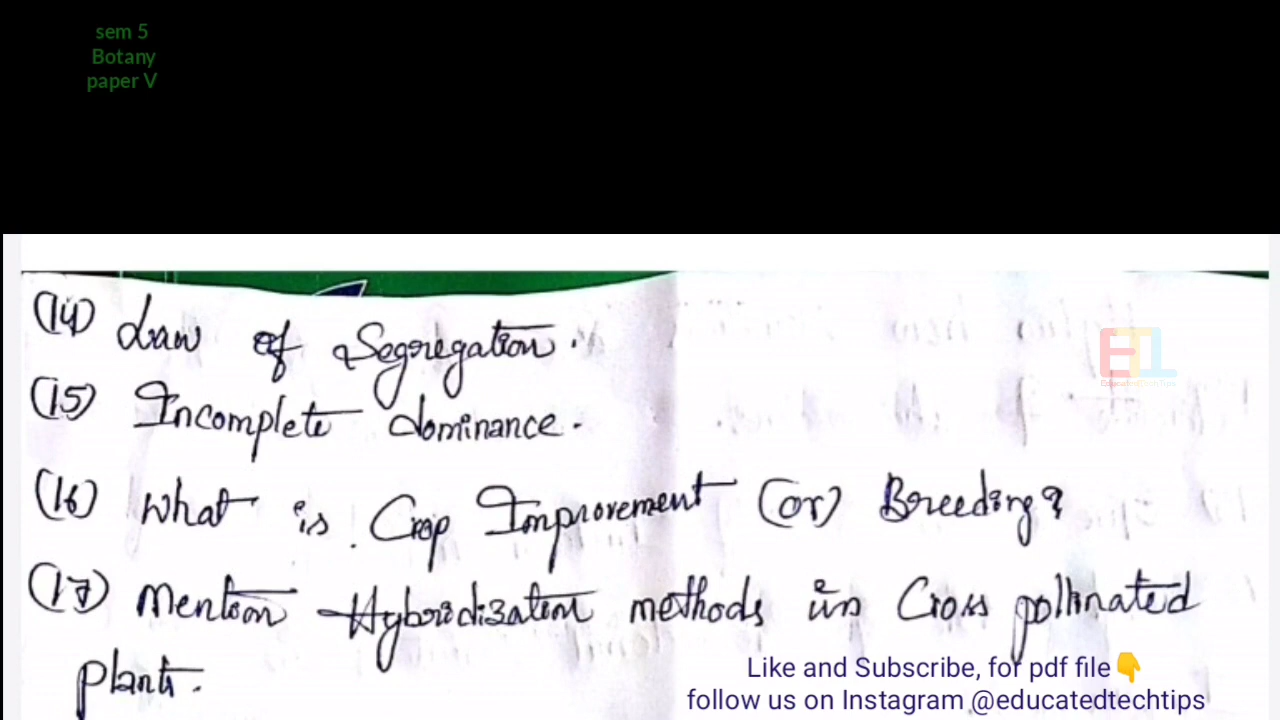 sem 5
Botany
paper V
(14) Law of Segregation.
(15) Incomplete dominance.
(16) What is Crop Improvement (or) Breeding?
(17) Mention Hybridization methods in Cross pollinated
plants.
Like and Subscribe, for pdf file👇
follow us on Instagram @educatedtechtips